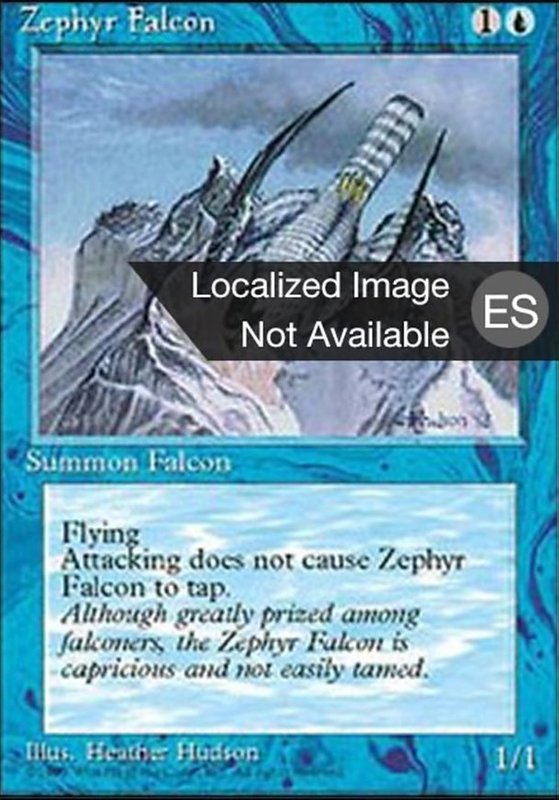 Zephyr Falcon
1
Localized Image
Not Available
ES
Summon Falcon
Flying
Attacking does not cause Zephyr
Falcon to tap.
Although greatly prized among
falconers, the Zephyr Falcon is
capricious and not easily tamed.
Illus. Heather Hudson
1/1